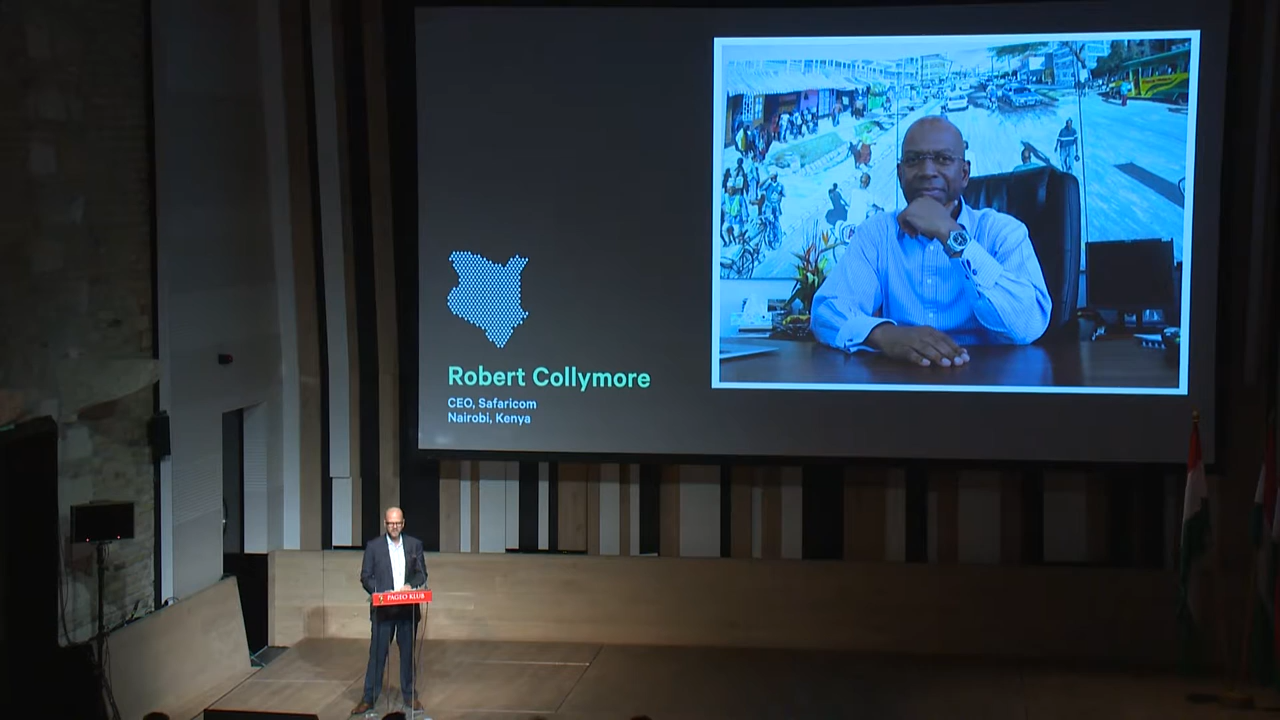 Robert Collymore
CEO, Safaricom
Nairobi, Kenya
PAGEO KLUB